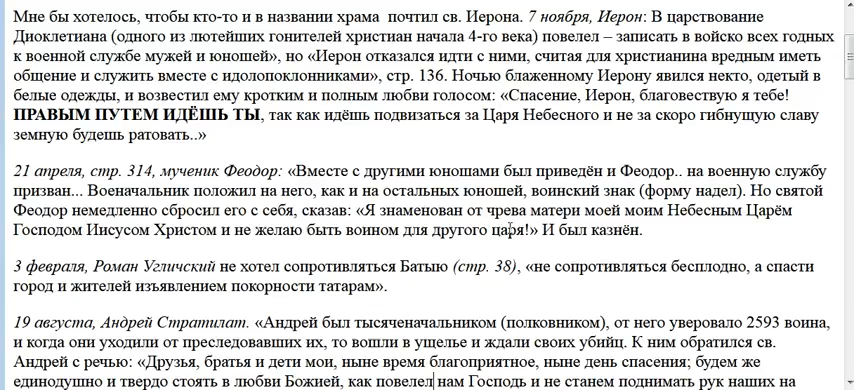 Мне бы хотелось, чтобы кто-то и в названии храма почтил св. Иерона. 7 ноября, Иерон: В царствование
Диоклетиана (одного из лютейших гонителей христиан начала 4-го века) повелел – записать в войско всех годных
к военной службе мужей и юношей», но «Иерон отказался идти с ними, считая для христианина вредным иметь
общение и служить вместе с идолопоклонниками», стр. 136. Ночью блаженному Иерону явился некто, одетый в
белые одежды, и возвестил ему кротким и полным любви голосом: «Спасение, Иерон, благовествую я тебе!
ПРАВЫМ ПУТЕМ ИДЁШЬ ТЫ, так как идёшь подвизаться за Царя Небесного и не за скоро гибнущую славу
земную будешь ратовать..»
21 апреля, стр. 314, мученик Феодор: «Вместе с другими юношами был приведён и Феодор.. на военную службу
призван... Военачальник положил на него, как и на остальных юношей, воинский знак (форму надел). Но святой
Феодор немедленно сбросил его с себя, сказав: «Я знаменован от чрева матери моей моим Небесным Царём
Господом Иисусом Христом и не желаю быть воином для другого царя!» И был казнён.
3 февраля, Роман Угличский не хотел сопротивляться Батыю (стр. 38), «не сопротивляться бесплодно, а спасти
город и жителей изъявлением покорности татарам».
19 августа, Андрей Стратилат. «Андрей был тысяченачальником (полковником), от него уверовало 2593 воина,
и когда они уходили от преследовавших их, то вошли в ущелье и ждали своих убийц. К ним обратился св.
Андрей с речью: «Друзья, братья и дети мои, ныне время благоприятное, ныне день спасения; будем же
единодушно и твердо стоять в любви Божией, как повелел нам Господь и не станем поднимать рук наших на